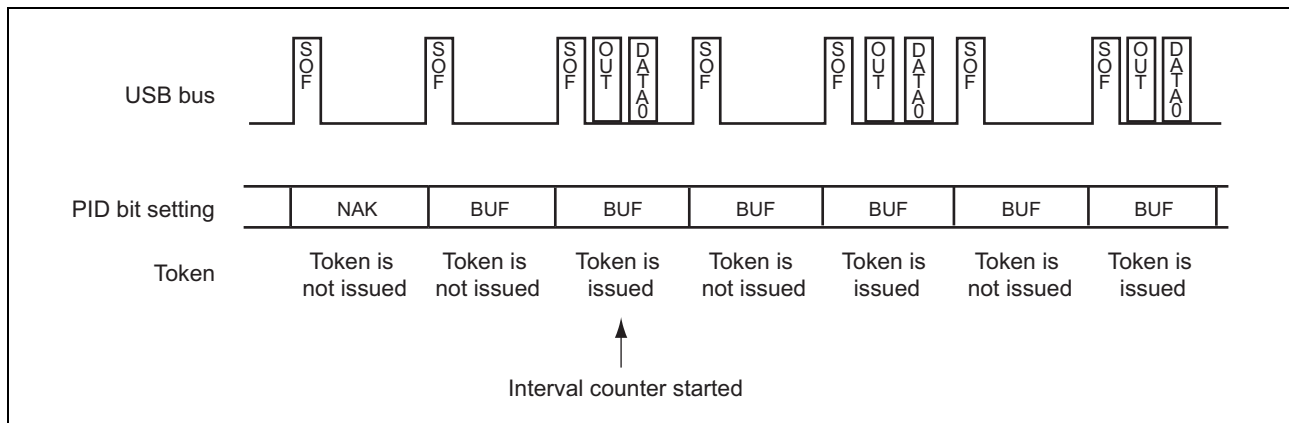 SOF SOF SOF OUT DATA0 SOF SOF OUT DATA0 SOF SOF OUT DATA0
USB bus
PID bit setting NAK BUF BUF BUF BUF BUF BUF
Token is Token is Token is Token is Token is Token is Token is
Token
not issued not issued issued not issued issued not issued issued
Interval counter started